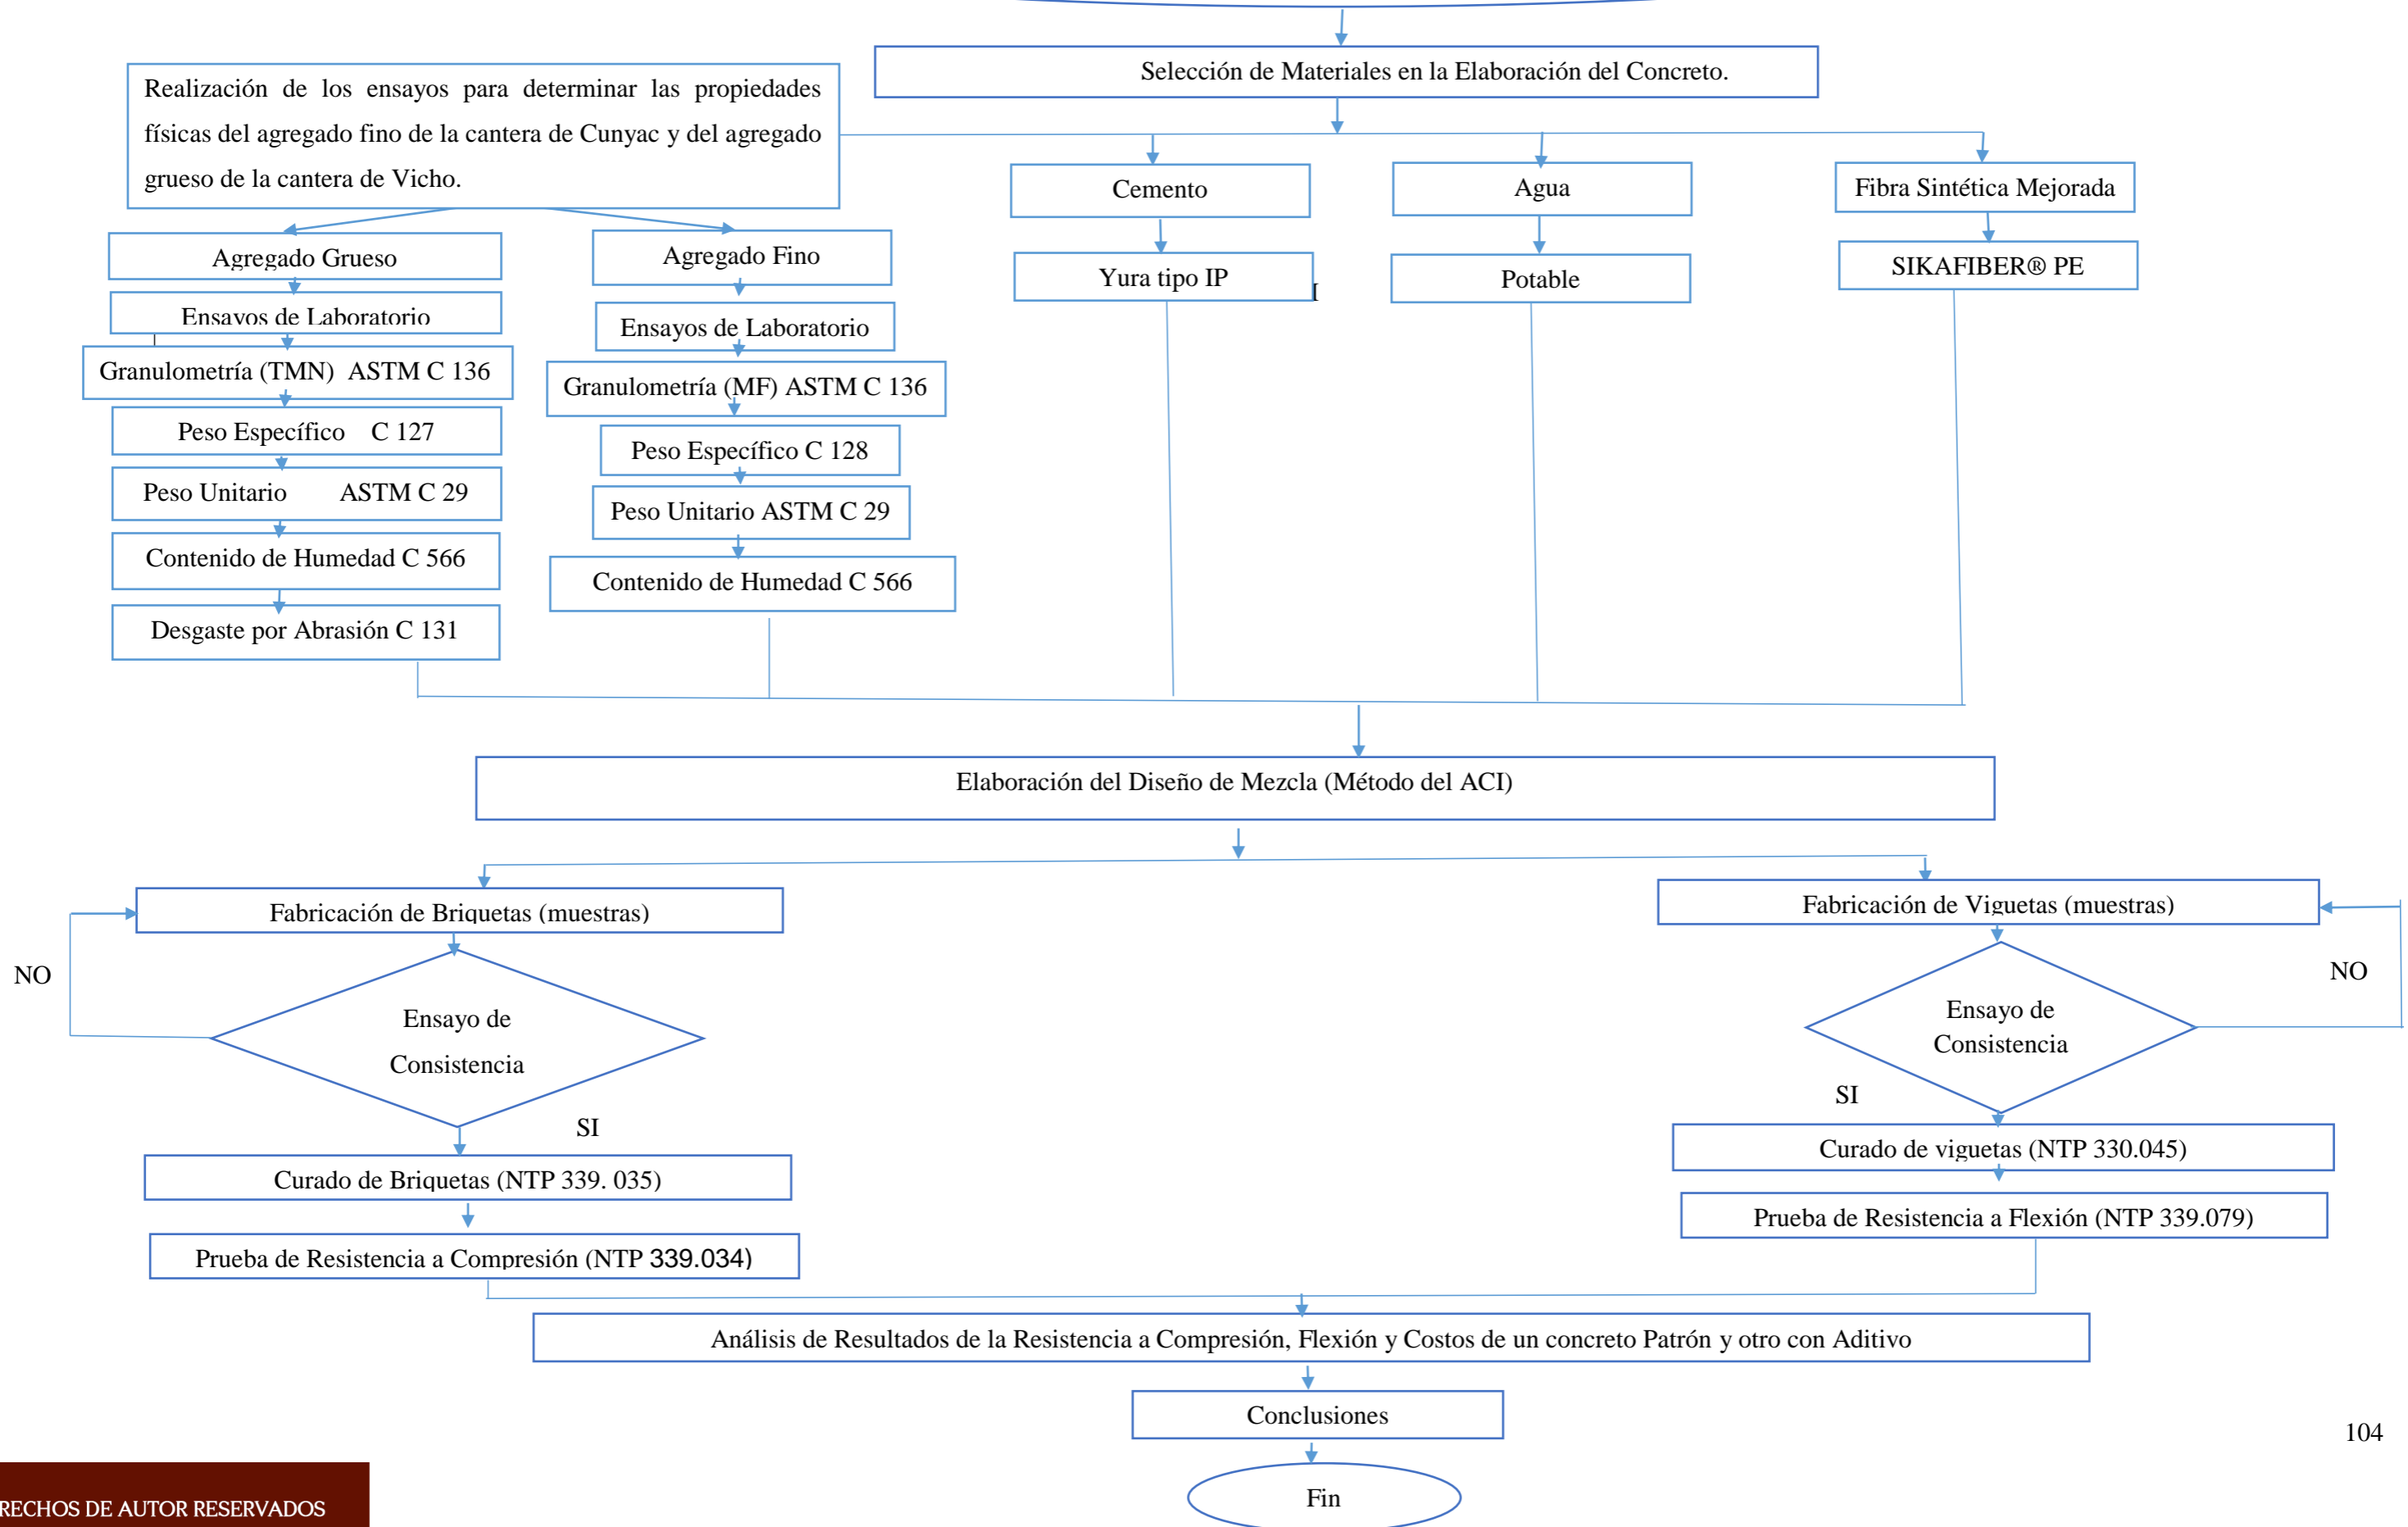 Selección de Materiales en la Elaboración del Concreto.
Realización de los ensayos para determinar las propiedades
físicas del agregado fino de la cantera de Cunyac y del agregado
grueso de la cantera de Vicho.
Cemento
Agua
Fibra Sintética Mejorada
Yura tipo IP
Potable
SIKAFIBER® PE
Agregado Grueso
Ensayos de Laboratorio
Granulometría (TMN) ASTM C 136
Peso Específico C 127
Peso Unitario ASTM C 29
Contenido de Humedad C 566
Desgaste por Abrasión C 131
Agregado Fino
Ensayos de Laboratorio
Granulometría (MF) ASTM C 136
Peso Específico C 128
Peso Unitario ASTM C 29
Contenido de Humedad C 566
Elaboración del Diseño de Mezcla (Método del ACI)
Fabricación de Briquetas (muestras)
NO
Ensayo de
Consistencia
SI
Curado de Briquetas (NTP 339. 035)
Prueba de Resistencia a Compresión (NTP 339.034)
Fabricación de Viguetas (muestras)
NO
Ensayo de
Consistencia
SI
Curado de viguetas (NTP 330.045)
Prueba de Resistencia a Flexión (NTP 339.079)
Análisis de Resultados de la Resistencia a Compresión, Flexión y Costos de un concreto Patrón y otro con Aditivo
Conclusiones
Fin
104
RECHOS DE AUTOR RESERVADOS